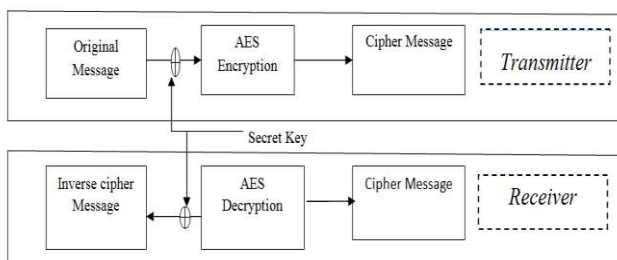 Original
Message
AES
Encryption
Cipher Message
Transmitter
Secret Key
Inverse cipher
Message
AES
Decryption
Cipher Message
Receiver